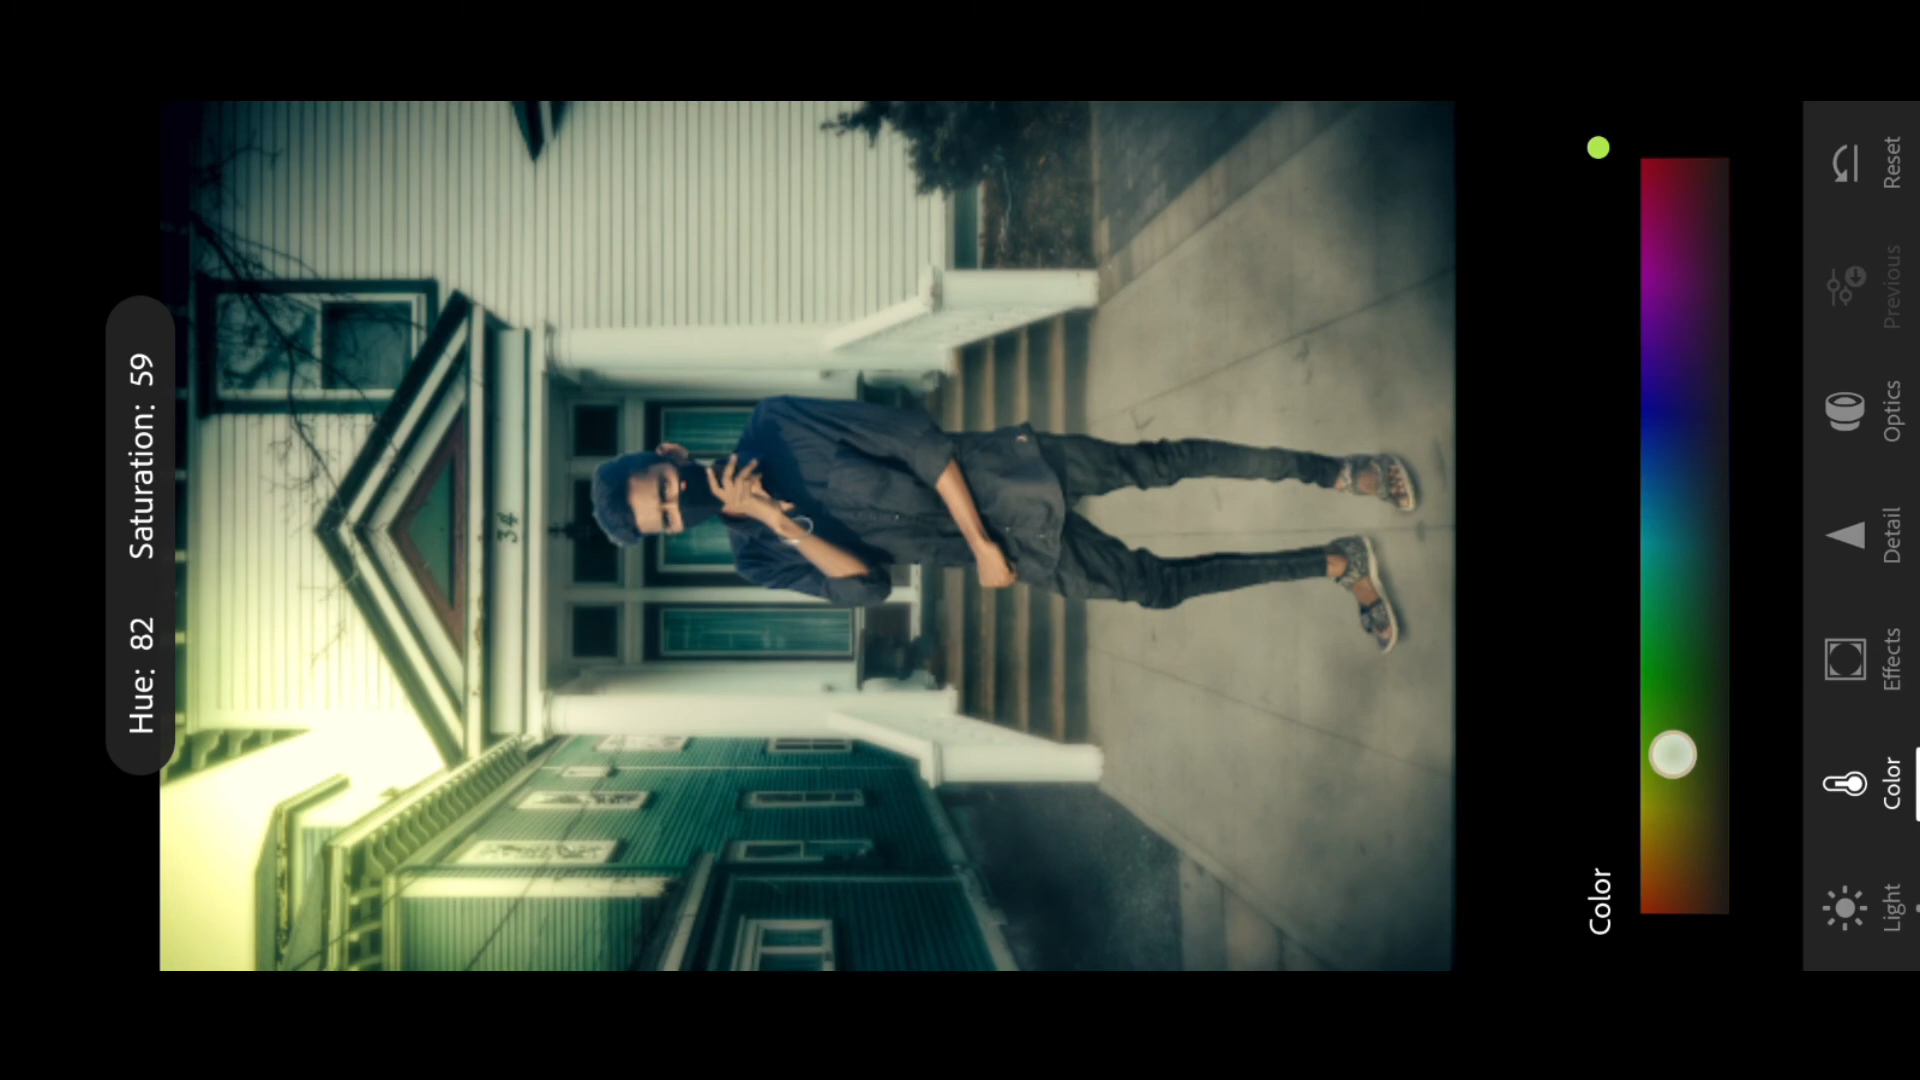 Hue: 82 Saturation: 59
34
Color
Light
Color
Effects
Detail
Optics
Previous
Reset